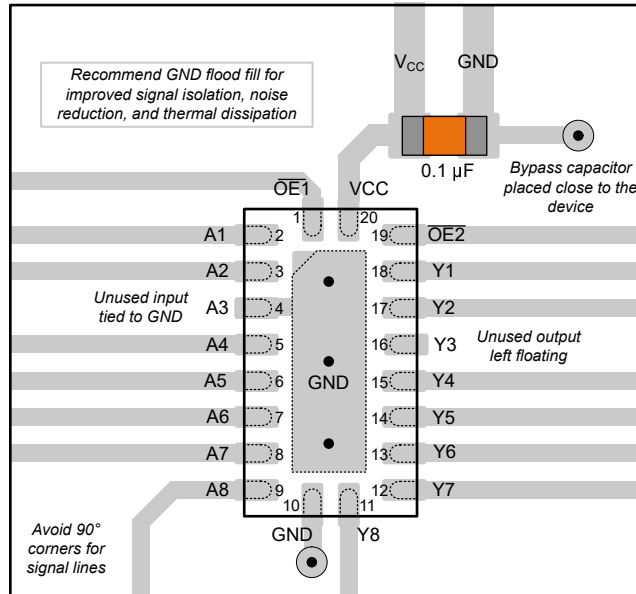 Recommend GND flood fill for
improved signal isolation, noise
reduction, and thermal dissipation
V_CC GND
0.1 µF
Bypass capacitor
placed close to the
device
O̅E̅1̅ VCC
1 20
A1 2 19 O̅E̅2̅
A2 3 18 Y1
Unused input
tied to GND
A3 4 17 Y2
A4 5 16 Y3
Unused output
left floating
A5 6 GND 15 Y4
A6 7 14 Y5
A7 8 13 Y6
A8 9 12 Y7
10 11
GND Y8
Avoid 90°
corners for
signal lines